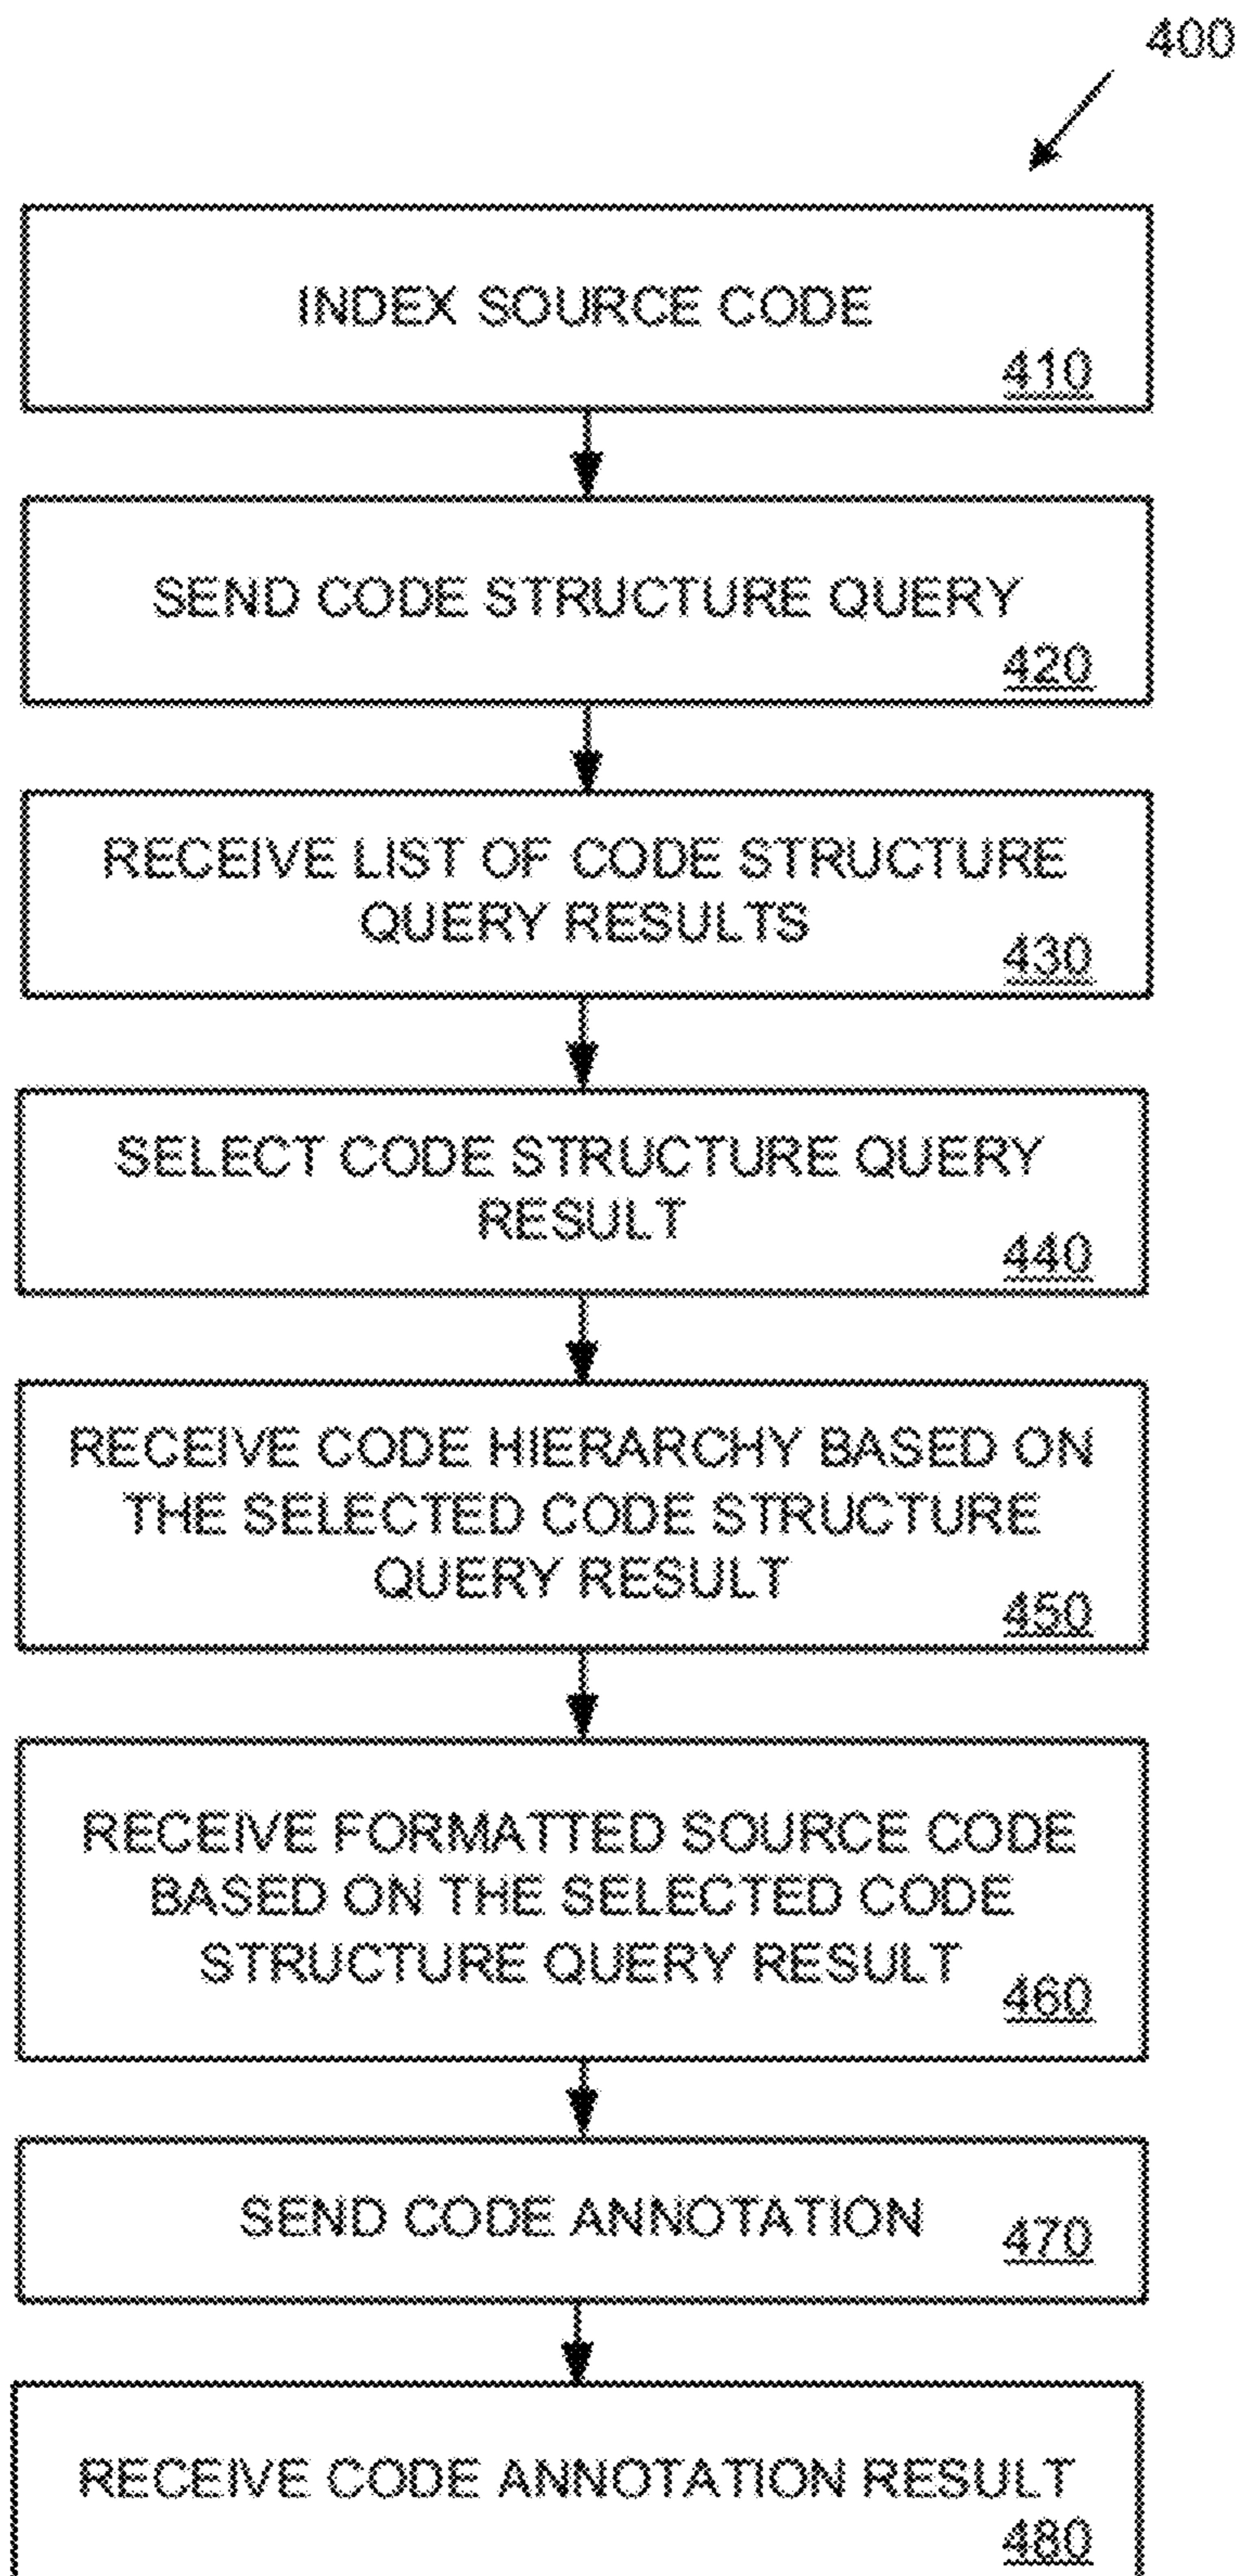 400
INDEX SOURCE CODE
410
SEND CODE STRUCTURE QUERY
420
RECEIVE LIST OF CODE STRUCTURE
QUERY RESULTS
430
SELECT CODE STRUCTURE QUERY
RESULT
440
RECEIVE CODE HIERARCHY BASED ON
THE SELECTED CODE STRUCTURE
QUERY RESULT
450
RECEIVE FORMATTED SOURCE CODE
BASED ON THE SELECTED CODE
STRUCTURE QUERY RESULT
460
SEND CODE ANNOTATION
470
RECEIVE CODE ANNOTATION RESULT
480